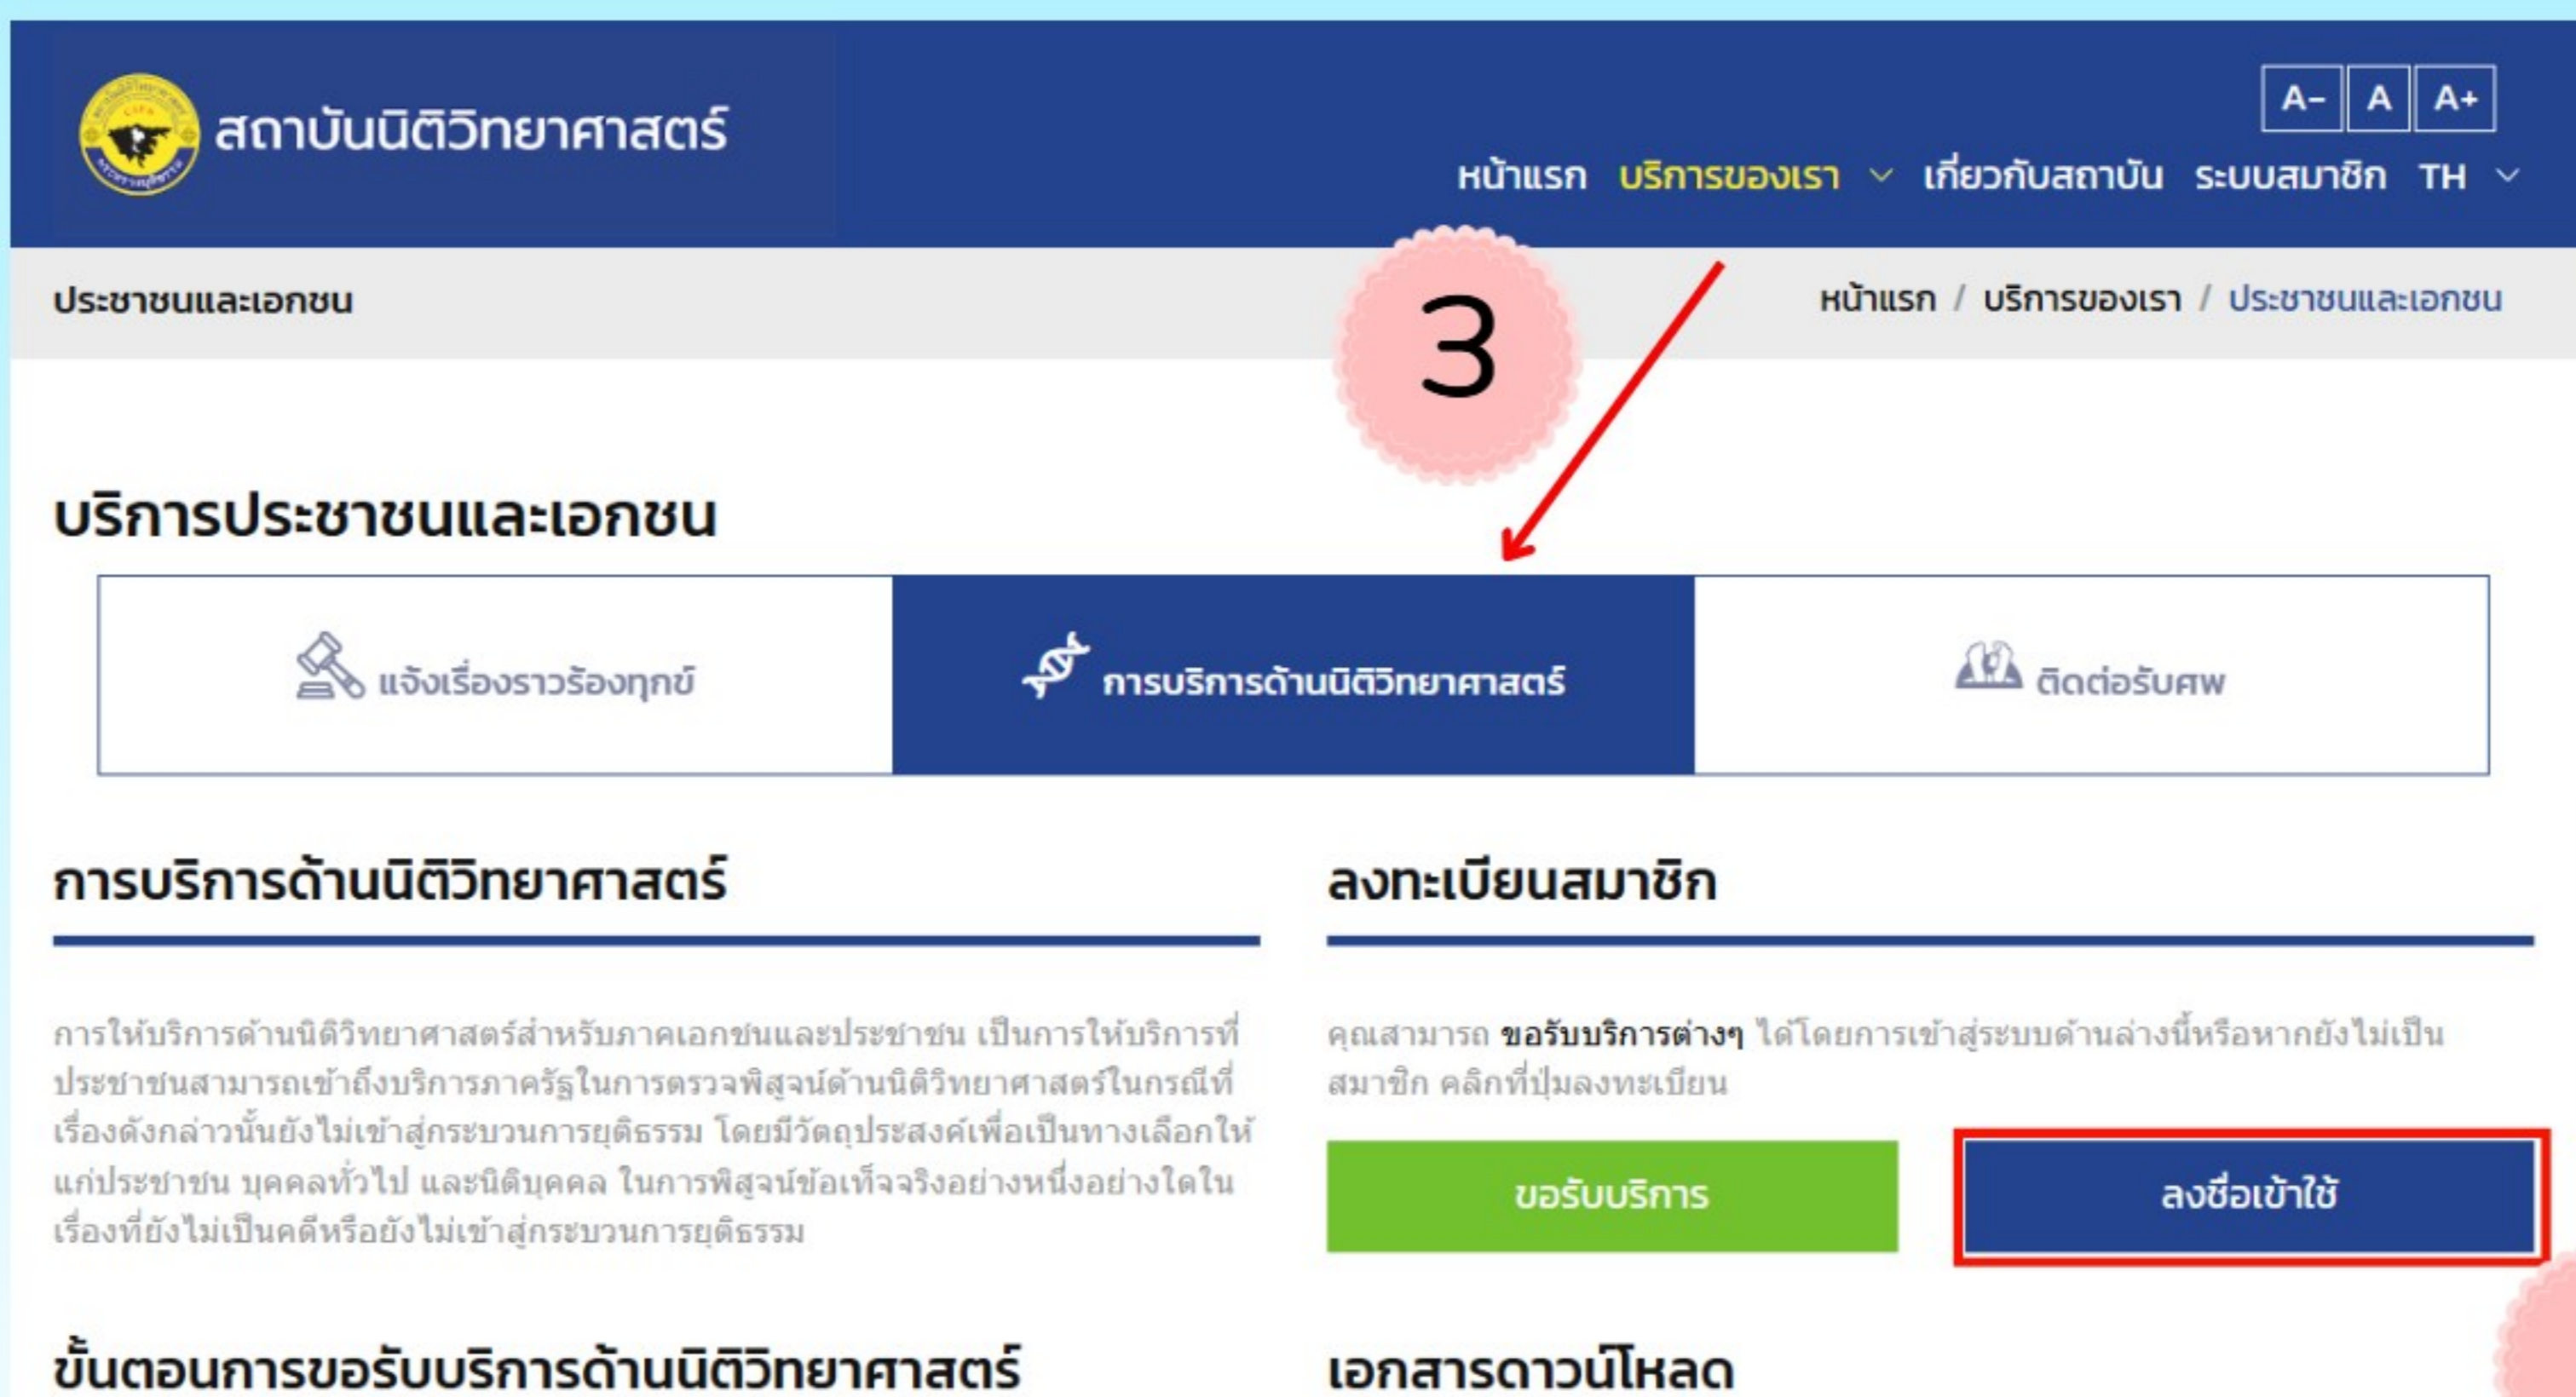 สถาบันนิติวิทยาศาสตร์
A- A A+
หน้าแรก บริการของเรา เกี่ยวกับสถาบัน ระบบสมาชิก TH
ประชาชนและเอกชน
หน้าแรก / บริการของเรา / ประชาชนและเอกชน
3
บริการประชาชนและเอกชน
แจ้งเรื่องราวร้องทุกข์
การบริการด้านนิติวิทยาศาสตร์
ติดต่อรับศพ
การบริการด้านนิติวิทยาศาสตร์
การให้บริการด้านนิติวิทยาศาสตร์สำหรับภาคเอกชนและประชาชน เป็นการให้บริการที่
ประชาชนสามารถเข้าถึงบริการภาครัฐในการตรวจพิสูจน์ด้านนิติวิทยาศาสตร์ในกรณีที่
เรื่องดังกล่าวนั้นยังไม่เข้าสู่กระบวนการยุติธรรม โดยมีวัตถุประสงค์เพื่อเป็นทางเลือกให้
แก่ประชาชน บุคคลทั่วไป และนิติบุคคล ในการพิสูจน์ข้อเท็จจริงอย่างหนึ่งอย่างใดใน
เรื่องที่ยังไม่เป็นคดีหรือยังไม่เข้าสู่กระบวนการยุติธรรม
ลงทะเบียนสมาชิก
คุณสามารถ ขอรับบริการต่างๆ ได้โดยการเข้าสู่ระบบด้านล่างนี้หรือหากยังไม่เป็น
สมาชิก คลิกที่ปุ่มลงทะเบียน
ขอรับบริการ
ลงชื่อเข้าใช้
ขั้นตอนการขอรับบริการด้านนิติวิทยาศาสตร์
เอกสารดาวน์โหลด